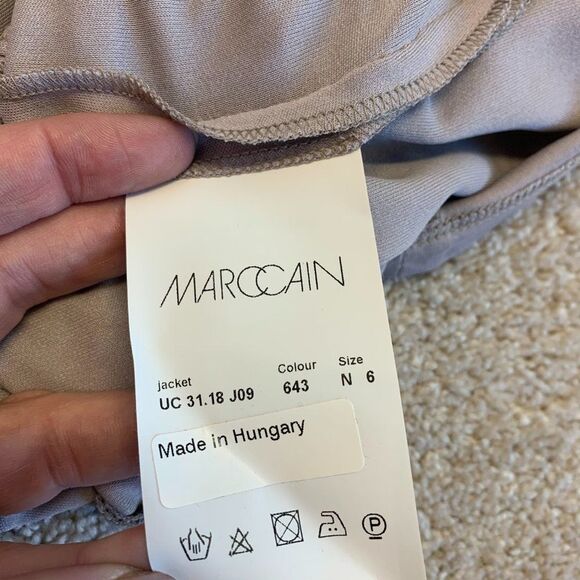 MARCCAIN
jacket Colour Size
UC 31.18 J09 643 N 6
Made in Hungary
P